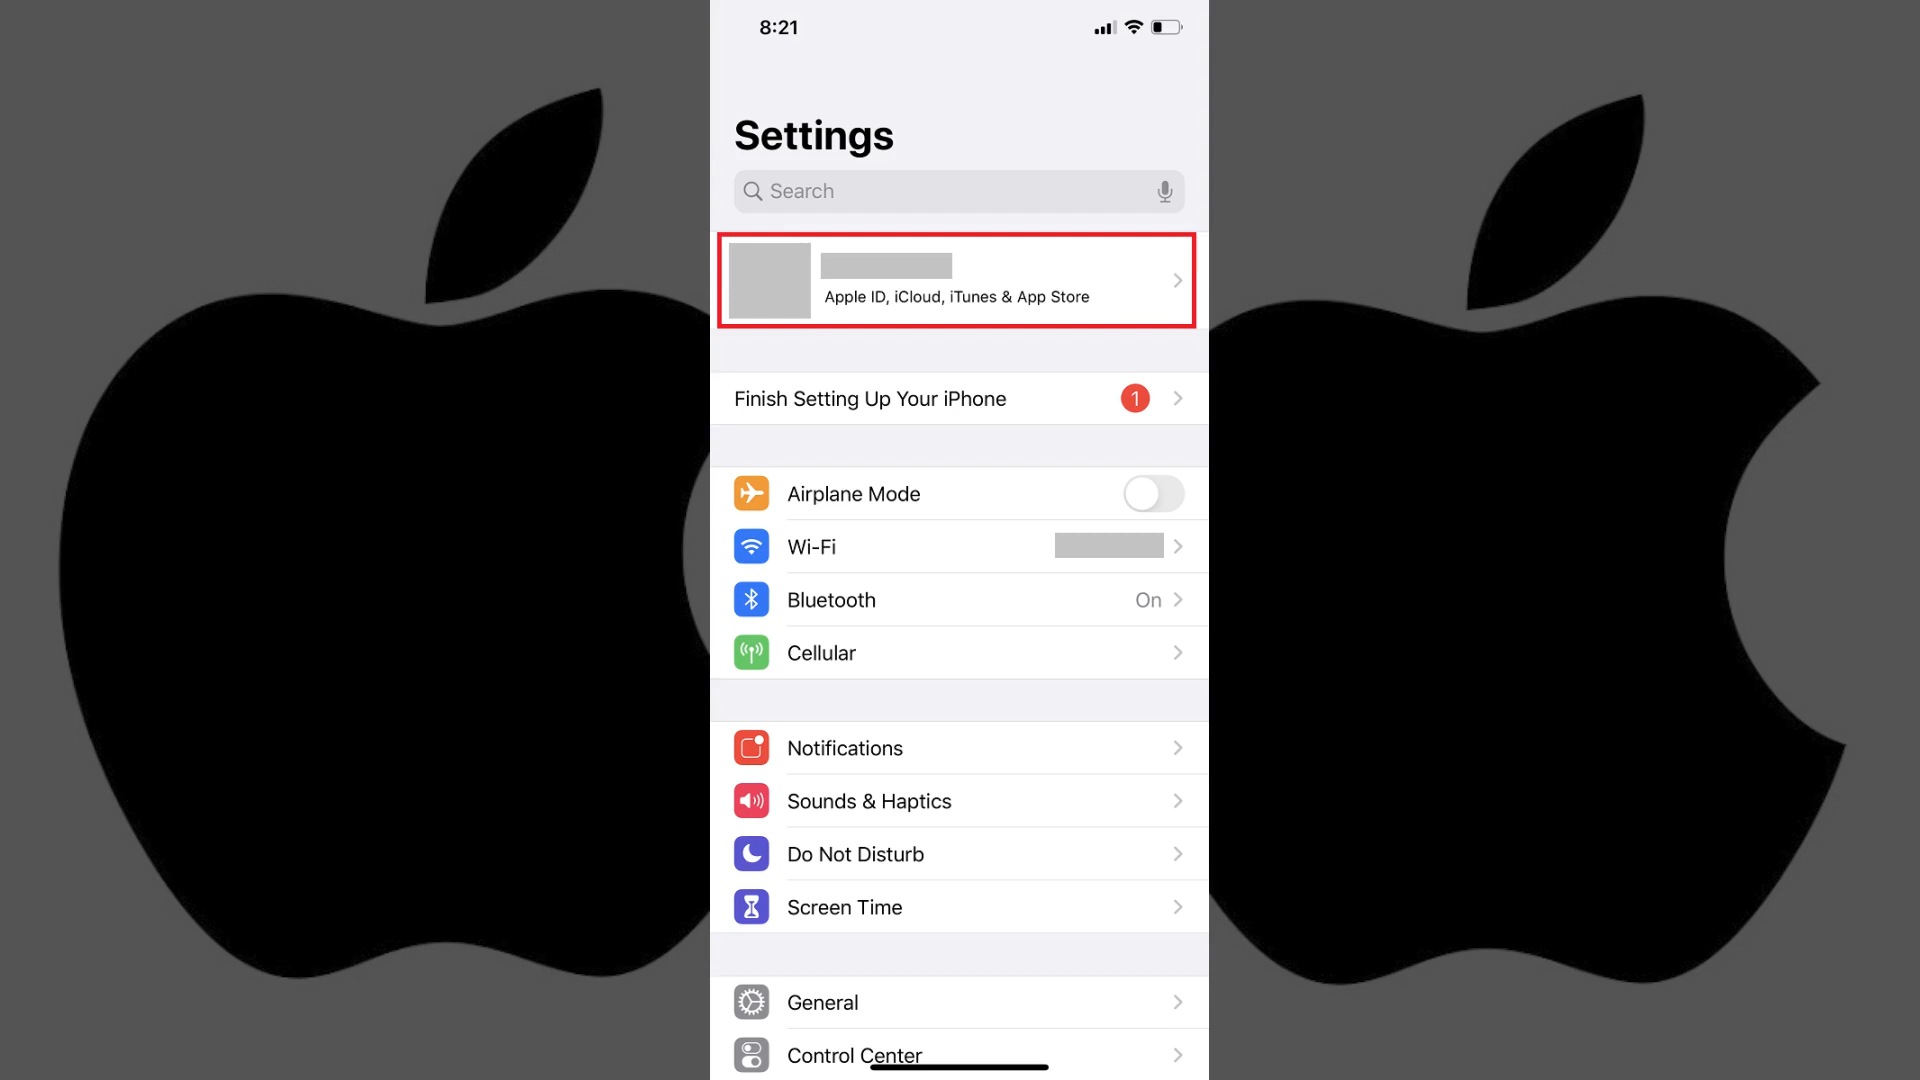 8:21
Settings
Search
Apple ID, iCloud, iTunes & App Store
Finish Setting Up Your iPhone 1
Airplane Mode
Wi-Fi
Bluetooth On
Cellular
Notifications
Sounds & Haptics
Do Not Disturb
Screen Time
General
Control Center